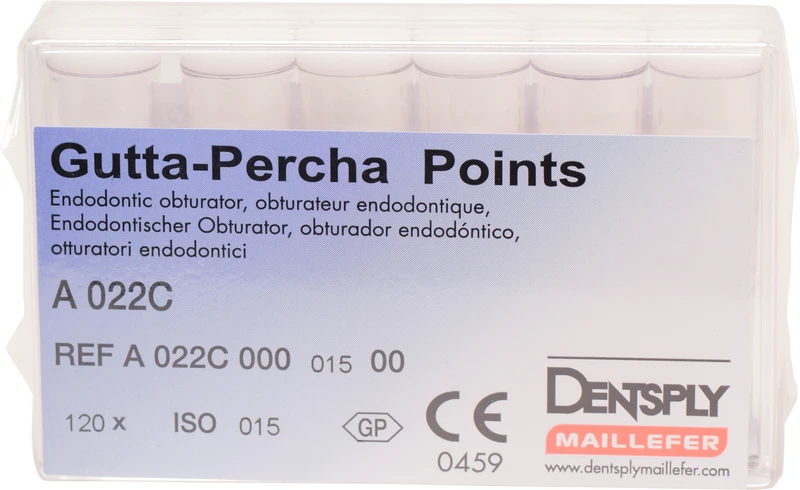 Gutta-Percha Points
Endodontic obturator, obturateur endodontique,
Endodontischer Obturator, obturador endodóntico,
otturatori endodontici
A 022C
REF A 022C 000 015 00
120 x ISO 015 GP CE
0459
DENTSPLY
MAILLEFER
www.dentsplymaillefer.com